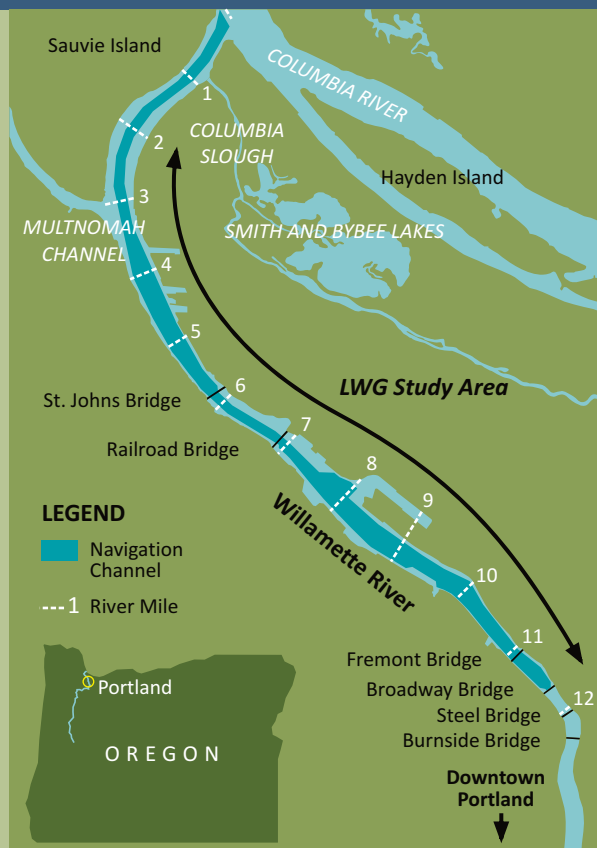 Sauvie Island
COLUMBIA RIVER
1
COLUMBIA
SLOUGH
2
Hayden Island
3
MULTNOMAH
CHANNEL
SMITH AND BYBEE LAKES
4
5
LWG Study Area
6
St. Johns Bridge
7
Railroad Bridge
8
9
Willamette River
LEGEND
Navigation
Channel
1 River Mile
10
11
Fremont Bridge
Broadway Bridge
12
Steel Bridge
Burnside Bridge
Portland
OREGON
Downtown
Portland